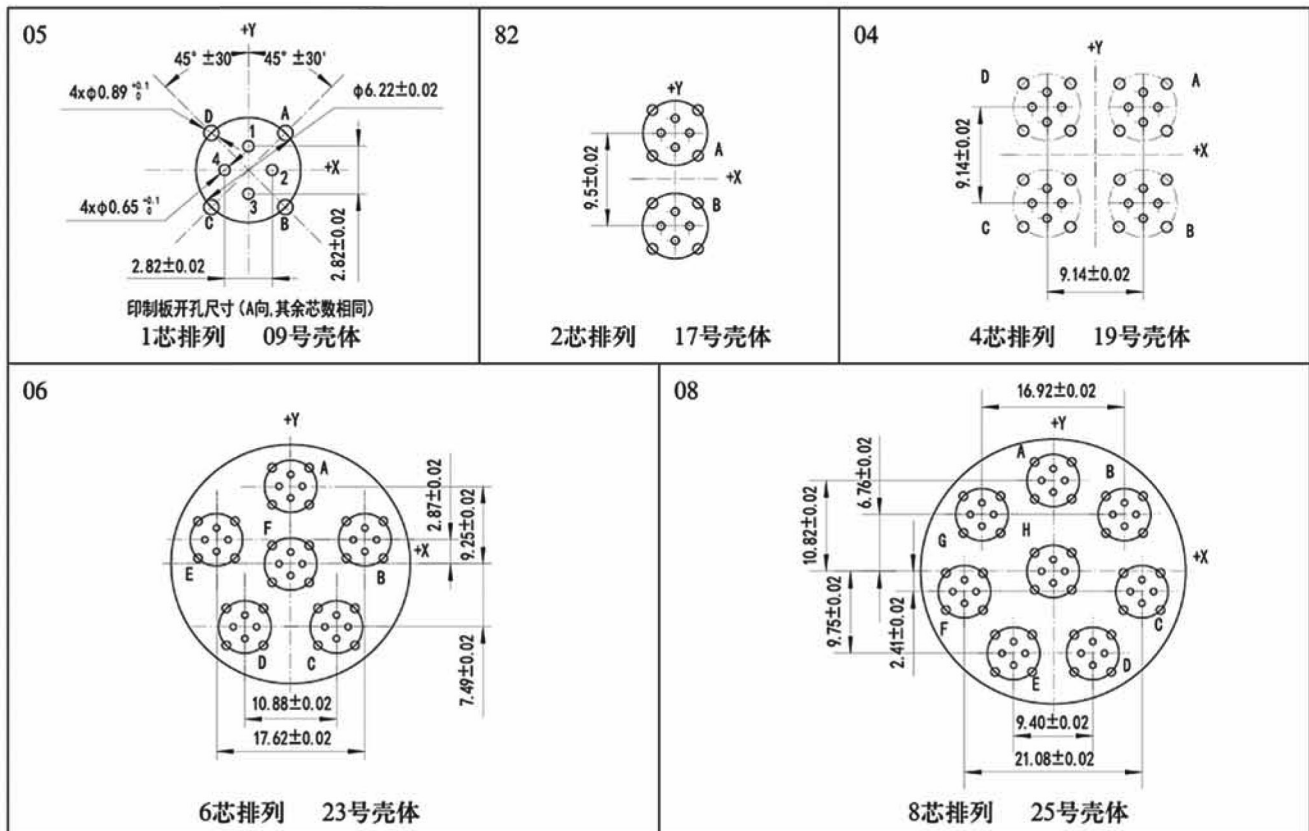 05
+Y
45° ±30'
45° ±30'
4xφ0.89 +0.1 0
φ6.22±0.02
D
A
1
4
2
+X
3
4xφ0.65 +0.1 0
C
B
2.82±0.02
2.82±0.02
印制板开孔尺寸(A向,其余芯数相同)
1芯排列 09号壳体
82
+Y
A
9.5±0.02
+X
B
2芯排列 17号壳体
04
+Y
D
A
9.14±0.02
+X
C
B
9.14±0.02
4芯排列 19号壳体
06
+Y
A
2.87±0.02
9.25±0.02
F
+X
E
B
D
C
7.49±0.02
10.88±0.02
17.62±0.02
6芯排列 23号壳体
08
16.92±0.02
+Y
A
B
6.76±0.02
10.82±0.02
G
H
+X
9.75±0.02
2.41±0.02
F
C
E
D
9.40±0.02
21.08±0.02
8芯排列 25号壳体